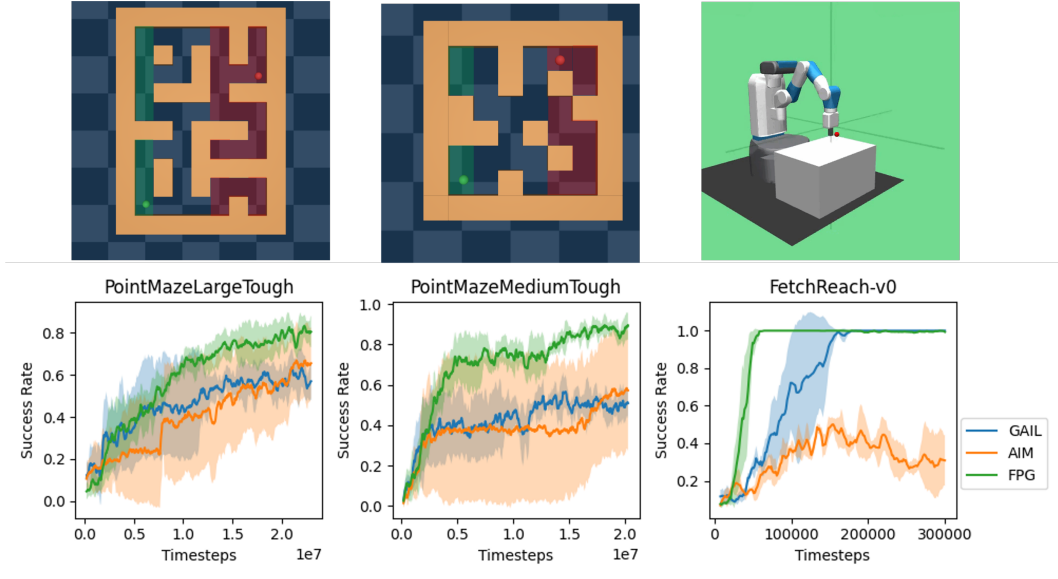 PointMazeLargeTough
PointMazeMediumTough
FetchReach-v0
Success Rate
0.8
0.6
0.4
0.2
0.0
0.0
0.5
1.0
1.5
2.0
Timesteps
1e7
Success Rate
1.0
0.8
0.6
0.4
0.2
0.0
0.0
0.5
1.0
1.5
2.0
Timesteps
1e7
Success Rate
1.0
0.8
0.6
0.4
0.2
100000
200000
300000
Timesteps
GAIL
AIM
FPG